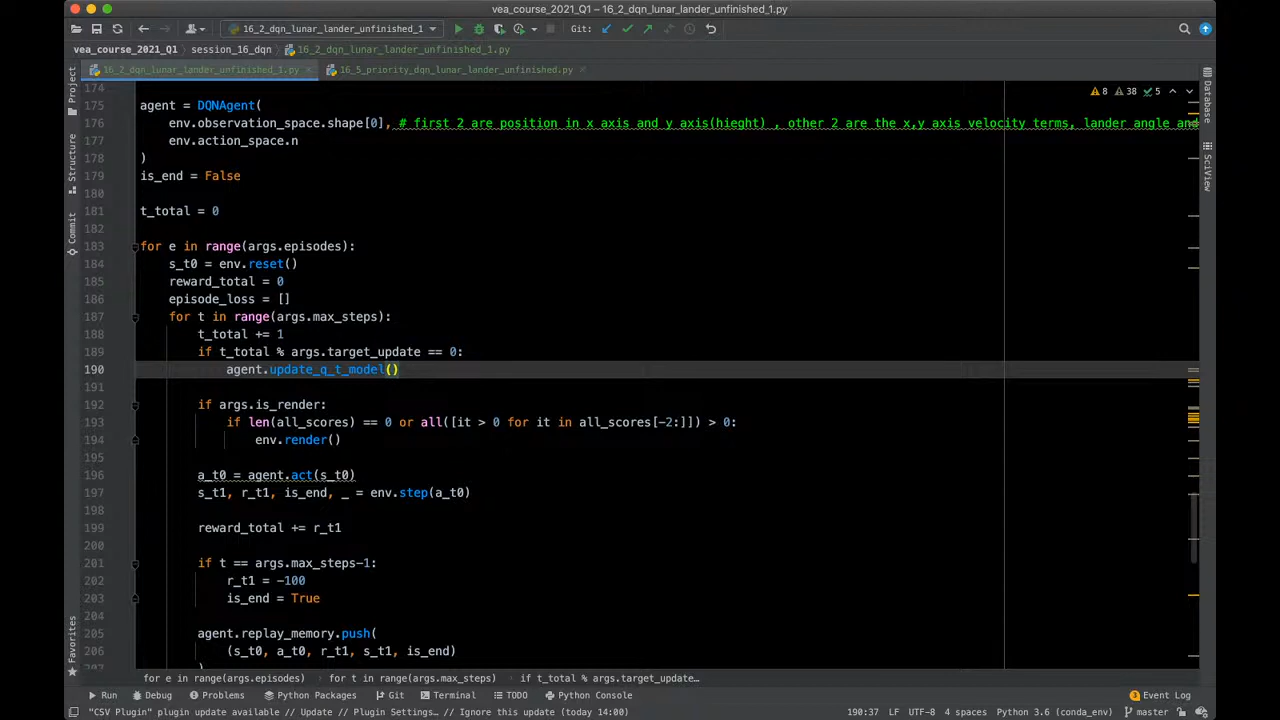 vea_course_2021_Q1 – 16_2_dqn_lunar_lander_unfinished_1.py
16_2_dqn_lunar_lander_unfinished_1
Git:
vea_course_2021_Q1
session_16_dqn
16_2_dqn_lunar_lander_unfinished_1.py
16_2_dqn_lunar_lander_unfinished_1.py
16_5_priority_dqn_lunar_lander_unfinished.py
Project
Structure
Commit
Favorites
Database
SciView
8 38 5
174
175 agent = DQNAgent(
176 env.observation_space.shape[0], # first 2 are position in x axis and y axis(hieght) , other 2 are the x,y axis velocity terms, lander angle and
177 env.action_space.n
178 )
179 is_end = False
180
181 t_total = 0
182
183 for e in range(args.episodes):
184 s_t0 = env.reset()
185 reward_total = 0
186 episode_loss = []
187 for t in range(args.max_steps):
188 t_total += 1
189 if t_total % args.target_update == 0:
190 agent.update_q_t_model()
191
192 if args.is_render:
193 if len(all_scores) == 0 or all([it > 0 for it in all_scores[-2:]]) > 0:
194 env.render()
195
196 a_t0 = agent.act(s_t0)
197 s_t1, r_t1, is_end, _ = env.step(a_t0)
198
199 reward_total += r_t1
200
201 if t == args.max_steps-1:
202 r_t1 = -100
203 is_end = True
204
205 agent.replay_memory.push(
206 (s_t0, a_t0, r_t1, s_t1, is_end)
207 )
for e in range(args.episodes)
for t in range(args.max_steps)
if t_total % args.target_update…
Run
Debug
Problems
Python Packages
Git
Terminal
TODO
Python Console
Event Log
"CSV Plugin" plugin update available // Update // Plugin Settings… // Ignore this update (today 14:00)
190:37 LF UTF-8 4 spaces Python 3.6 (conda_env) master